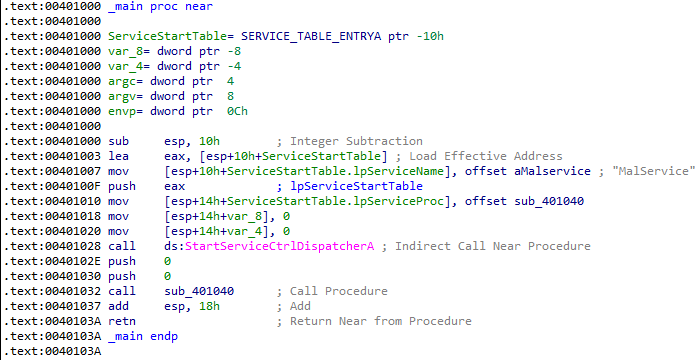 .text:00401000 _main proc near
.text:00401000
.text:00401000 ServiceStartTable= SERVICE_TABLE_ENTRYA ptr -10h
.text:00401000 var_8= dword ptr -8
.text:00401000 var_4= dword ptr -4
.text:00401000 argc= dword ptr  4
.text:00401000 argv= dword ptr  8
.text:00401000 envp= dword ptr  0Ch
.text:00401000
.text:00401000 sub     esp, 10h        ; Integer Subtraction
.text:00401003 lea     eax, [esp+10h+ServiceStartTable] ; Load Effective Address
.text:00401007 mov     [esp+10h+ServiceStartTable.lpServiceName], offset aMalservice ; "MalService"
.text:0040100F push    eax             ; lpServiceStartTable
.text:00401010 mov     [esp+14h+ServiceStartTable.lpServiceProc], offset sub_401040
.text:00401018 mov     [esp+14h+var_8], 0
.text:00401020 mov     [esp+14h+var_4], 0
.text:00401028 call    ds:StartServiceCtrlDispatcherA ; Indirect Call Near Procedure
.text:0040102E push    0
.text:00401030 push    0
.text:00401032 call    sub_401040      ; Call Procedure
.text:00401037 add     esp, 18h        ; Add
.text:0040103A retn                    ; Return Near from Procedure
.text:0040103A _main endp
.text:0040103A